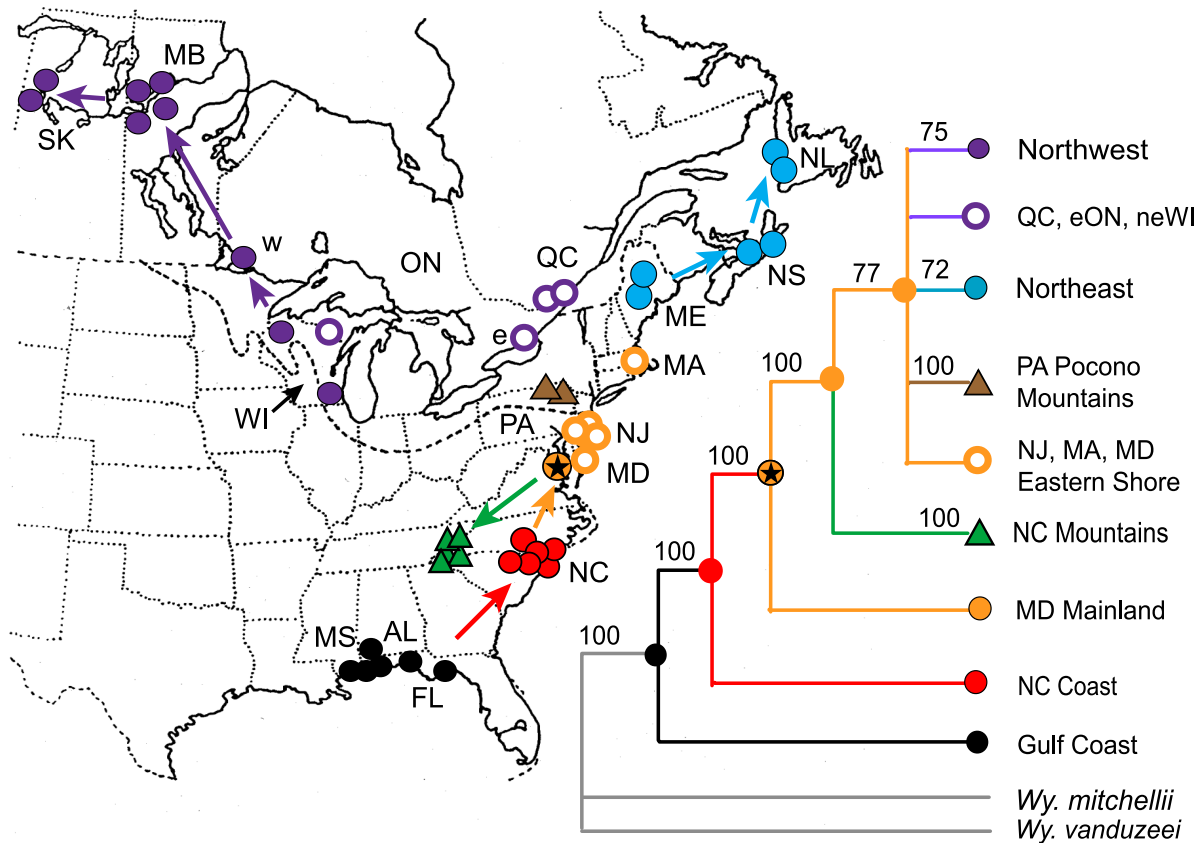 MB
SK
w
ON
QC
e
NL
NS
ME
MA
WI
PA
NJ
MD
NC
MS
AL
FL
75
Northwest
QC, eON, neWI
77
72
Northeast
100
100
PA Pocono
Mountains
100
NJ, MA, MD
Eastern Shore
100
NC Mountains
100
MD Mainland
100
NC Coast
Gulf Coast
Wy. mitchellii
Wy. vanduzeei